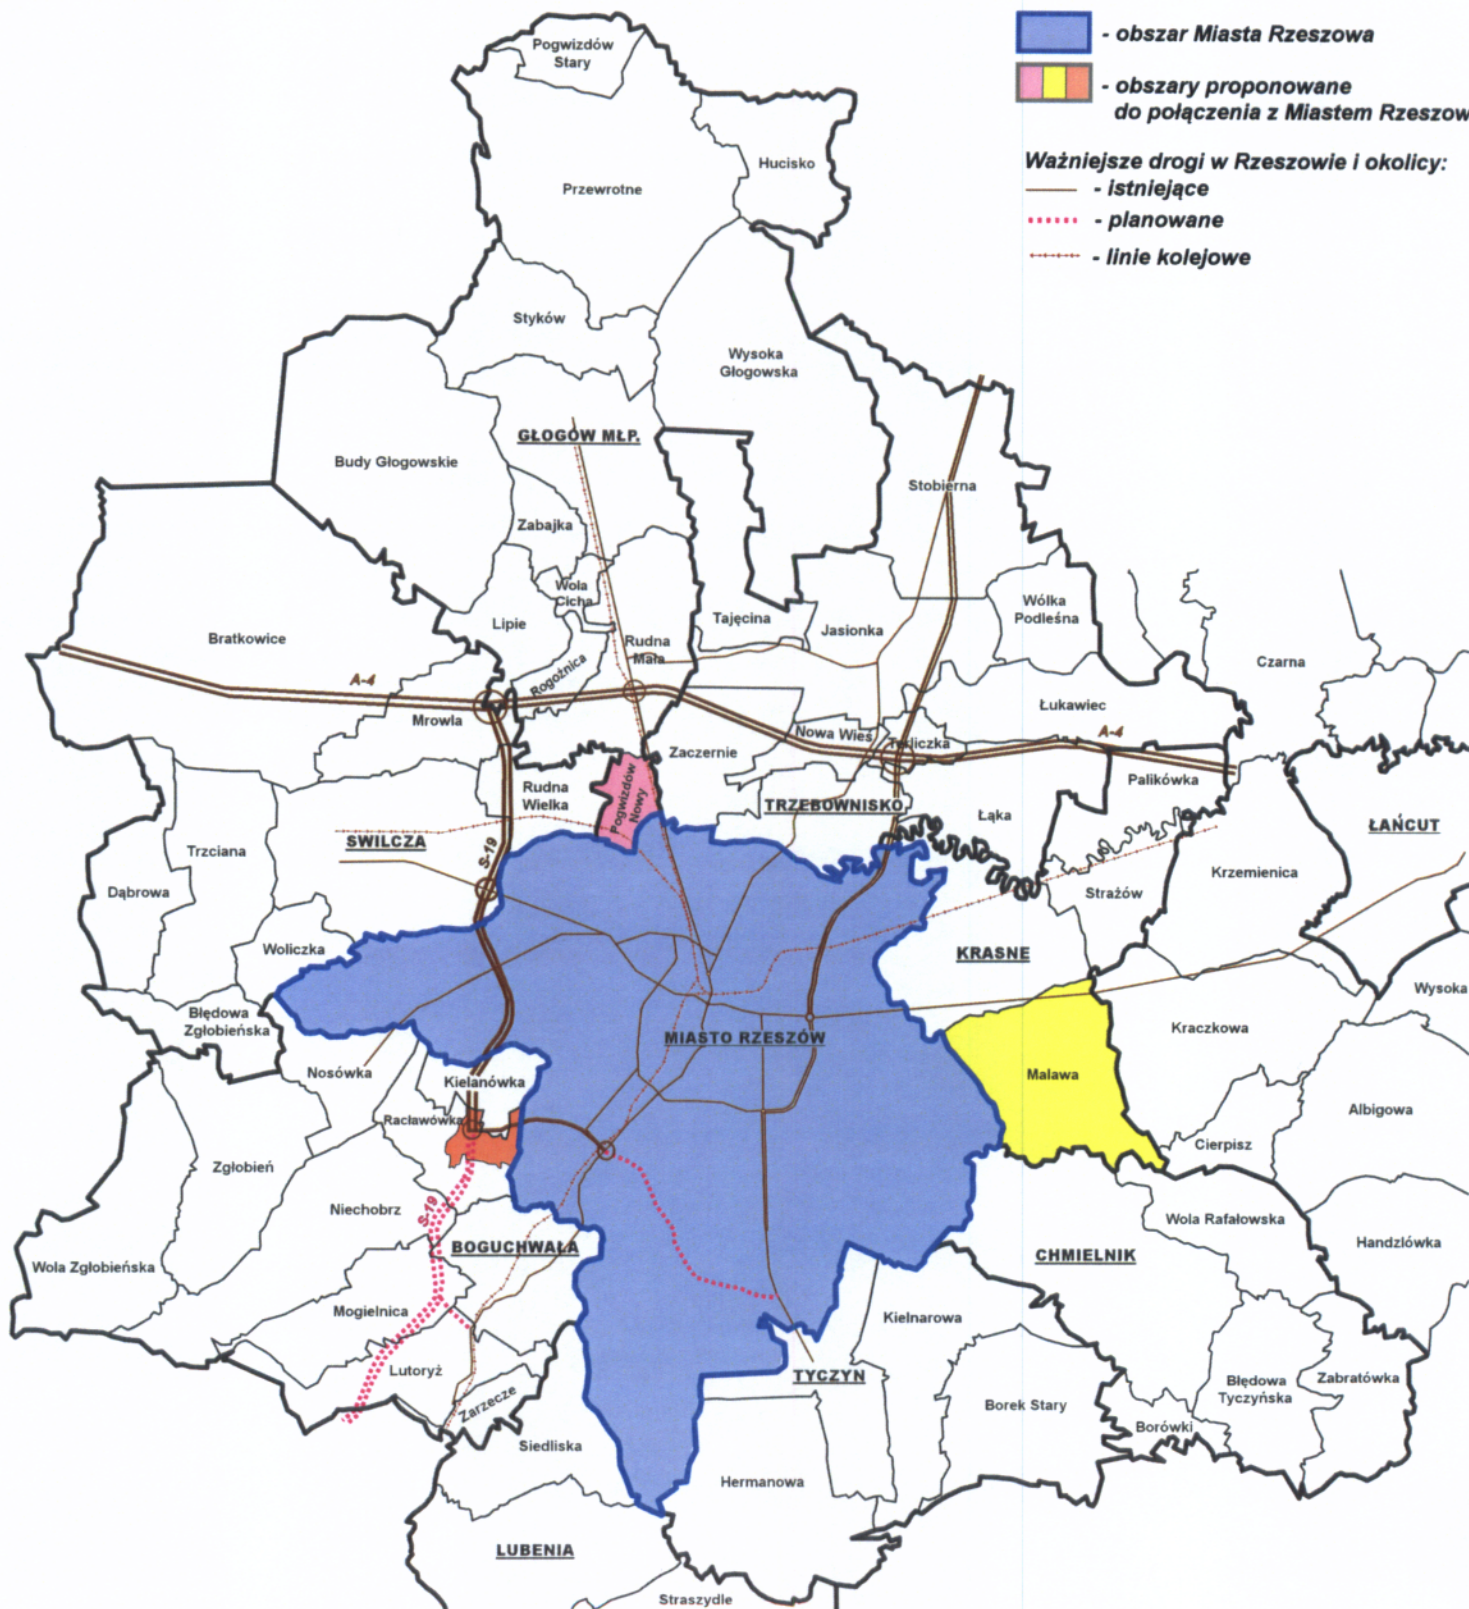 - obszar Miasta Rzeszowa
- obszary proponowane
do połączenia z Miastem Rzeszow
Ważniejsze drogi w Rzeszowie i okolicy:
- istniejące
- planowane
- linie kolejowe
Pogwizdów
Stary
Hucisko
Przewrotne
Styków
Wysoka
Głogowska
GŁOGÓW MŁP.
Budy Głogowskie
Stobierna
Zabajka
Wola
Cicha
Wólka
Podleśna
Tajęcina
Jasionka
Lipie
Bratkowice
Rudna
Mała
Rogoźnica
Czarna
A-4
Mrowla
Łukawiec
Nowa Wieś
A-4
Terliczka
Zaczernie
Palikówka
Rudna
Wielka
Pogwizdów
Nowy
TRZEBOWNISKO
Łąka
ŁAŃCUT
SWILCZA
S-19
Trzciana
Krzemienica
Dąbrowa
Strażów
Woliczka
KRASNE
Wysoka
Błędowa
Zgłobieńska
Kraczkowa
MIASTO RZESZÓW
Nosówka
Kielanówka
Malawa
Albigowa
Racławówka
Cierpisz
Zgłobień
Niechobrz
S-19
Wola Rafałowska
BOGUCHWAŁA
CHMIELNIK
Handzlówka
Wola Zgłobieńska
Mogielnica
Kielnarowa
Lutoryż
TYCZYN
Błędowa
Tyczyńska
Zabratówka
Zarzecze
Borek Stary
Borówki
Siedliska
Hermanowa
LUBENIA
Straszydle